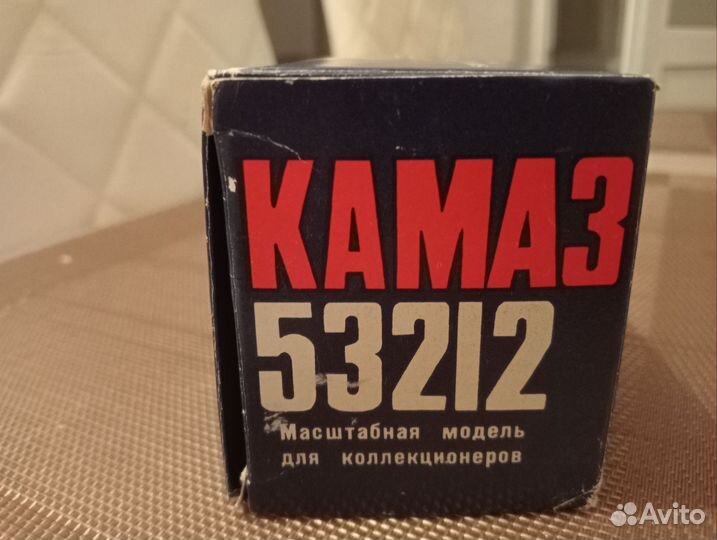 КАМАЗ
53212
Масштабная модель
для коллекционеров
Avito